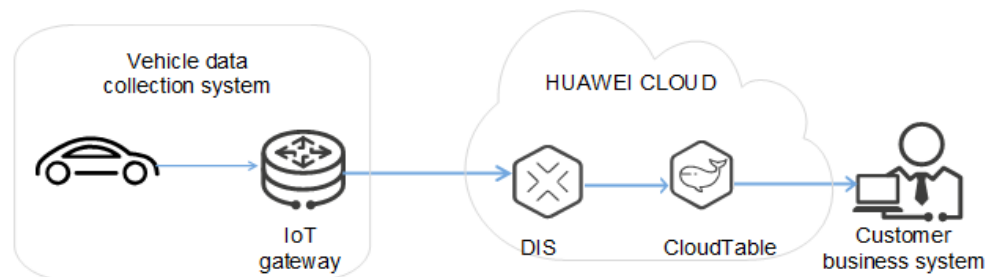 Vehicle data
collection system
HUAWEI CLOUD
IoT
gateway
DIS
CloudTable
Customer
business system